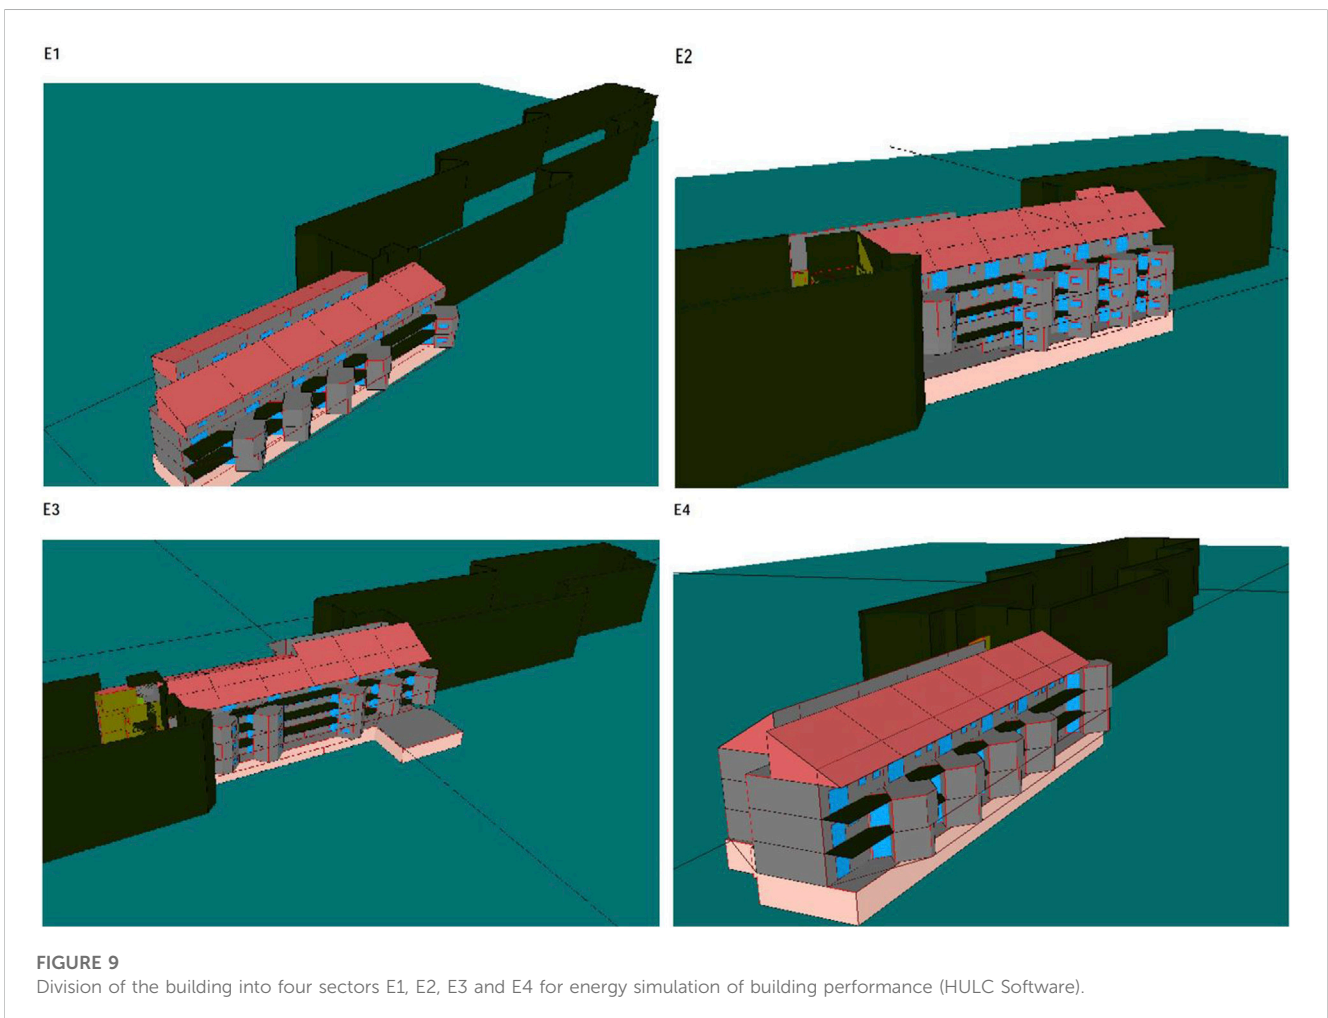 E1
E2
E3
E4
FIGURE 9
Division of the building into four sectors E1, E2, E3 and E4 for energy simulation of building performance (HULC Software).